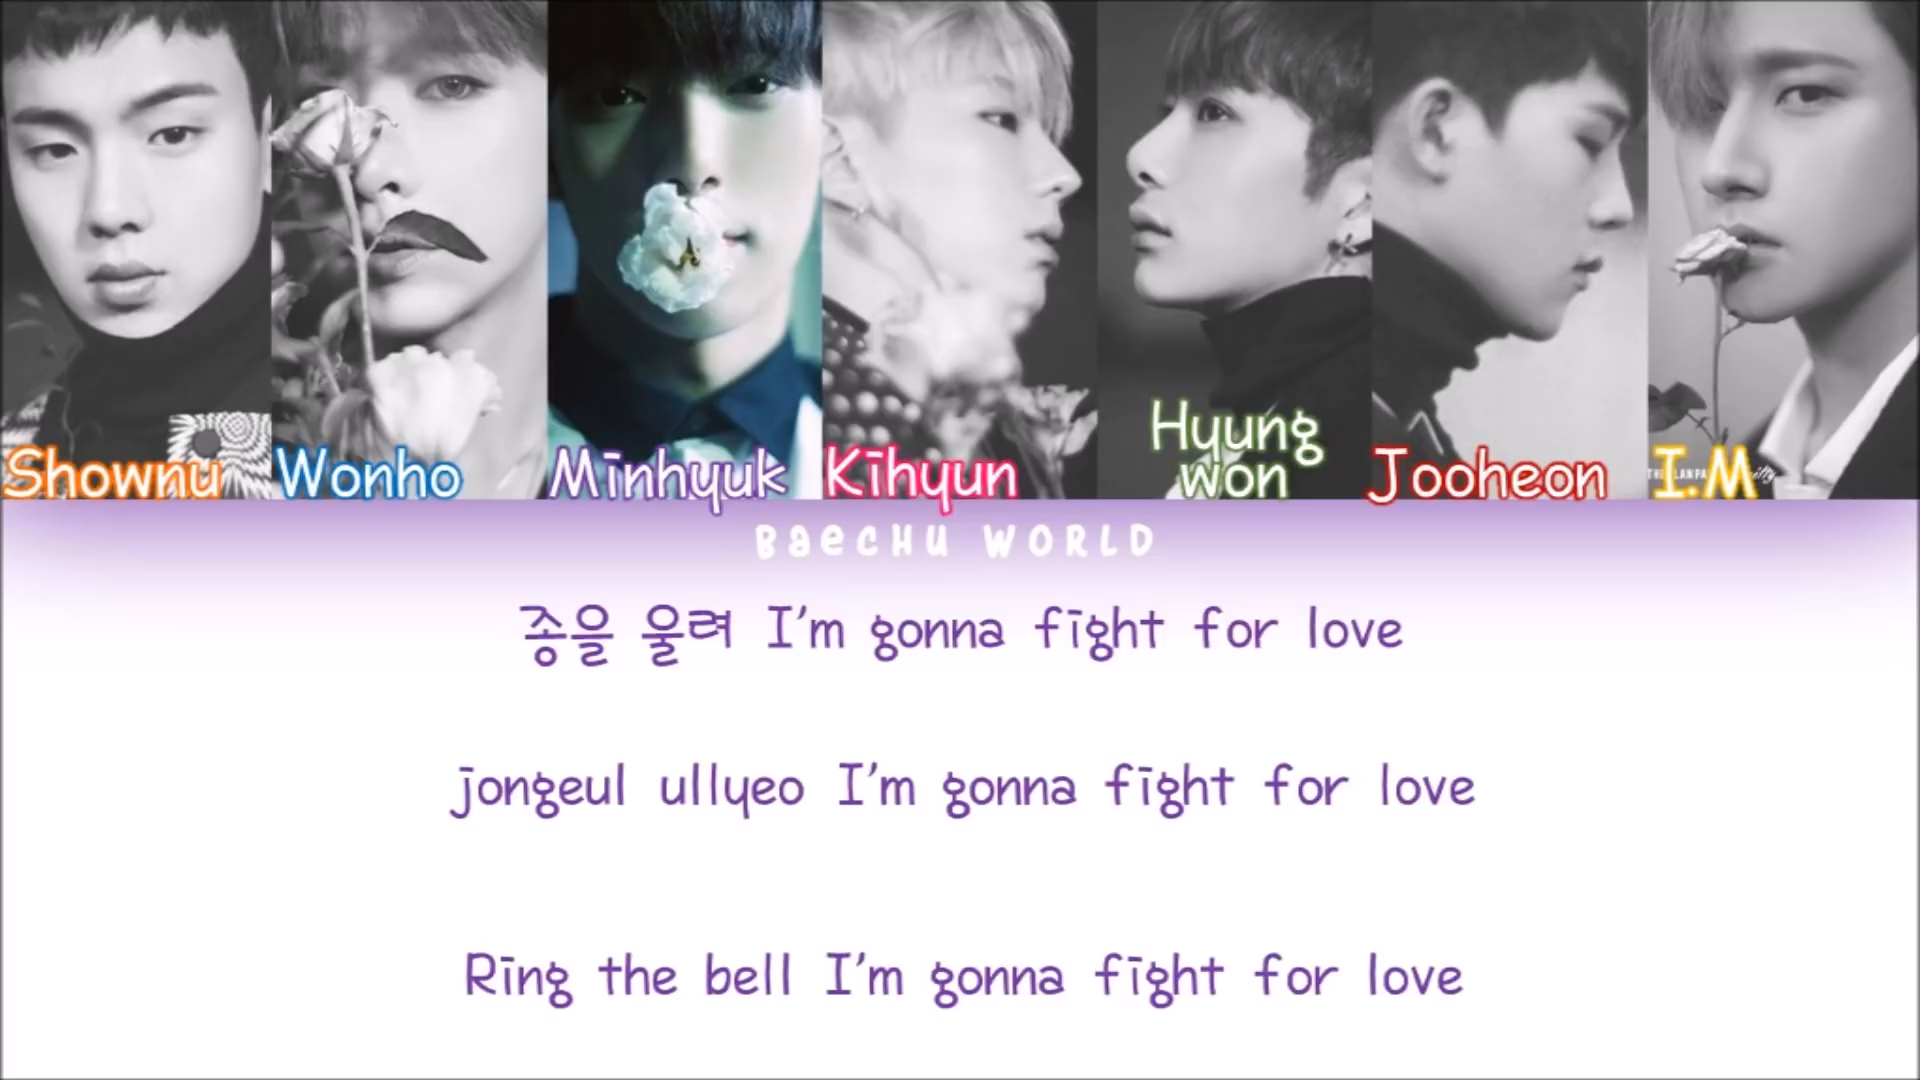 Shownu
Wonho
Minhyuk
Kihyun
Hyung
won
Jooheon
I.M
BAECHU WORLD
종을 울려 I'm gonna fight for love
jongeul ullyeo I'm gonna fight for love
Ring the bell I'm gonna fight for love